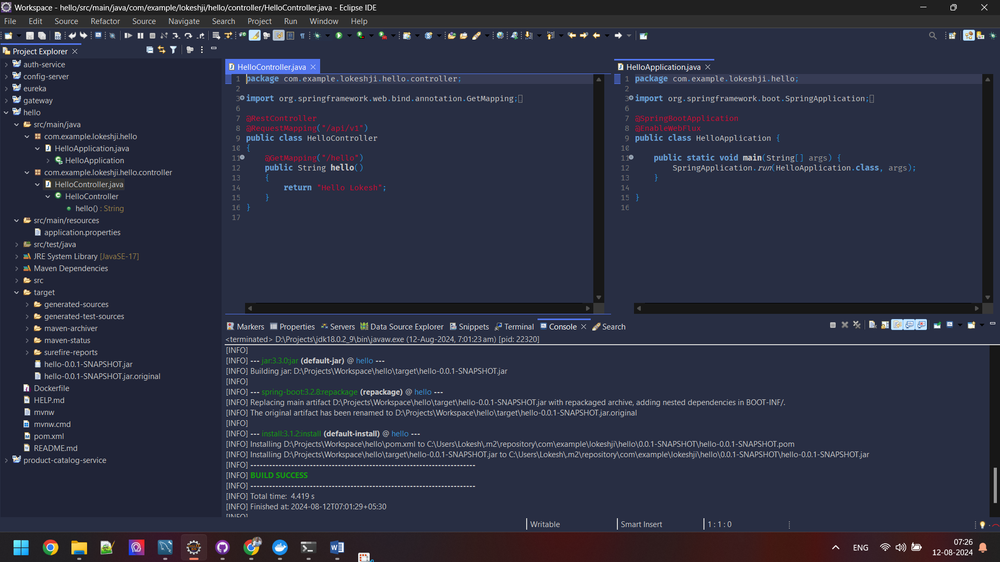 Workspace - hello/src/main/java/com/example/lokeshji/hello/controller/HelloController.java - Eclipse IDE
File Edit Source Refactor Source Navigate Search Project Run Window Help
Project Explorer
auth-service
config-server
eureka
gateway
hello
src/main/java
com.example.lokeshji.hello
HelloApplication.java
HelloApplication
com.example.lokeshji.hello.controller
HelloController.java
HelloController
hello() : String
src/main/resources
application.properties
src/test/java
JRE System Library [JavaSE-17]
Maven Dependencies
src
target
generated-sources
generated-test-sources
maven-archiver
maven-status
surefire-reports
hello-0.0.1-SNAPSHOT.jar
hello-0.0.1-SNAPSHOT.jar.original
Dockerfile
HELP.md
mvnw
mvnw.cmd
pom.xml
README.md
product-catalog-service
HelloController.java
1 package com.example.lokeshji.hello.controller;
2
3 import org.springframework.web.bind.annotation.GetMapping;
6
7 @RestController
8 @RequestMapping("/api/v1")
9 public class HelloController
10 {
11 @GetMapping("/hello")
12 public String hello()
13 {
14 return "Hello Lokesh";
15 }
16 }
17
HelloApplication.java
1 package com.example.lokeshji.hello;
2
3 import org.springframework.boot.SpringApplication;
6
7 @SpringBootApplication
8 @EnableWebFlux
9 public class HelloApplication {
10
11 public static void main(String[] args) {
12 SpringApplication.run(HelloApplication.class, args);
13 }
14
15 }
16
Markers Properties Servers Data Source Explorer Snippets Terminal Console Search
<terminated> D:\Projects\jdk18.0.2_9\bin\javaw.exe (12-Aug-2024, 7:01:23 am) [pid: 22320]
[INFO]
[INFO] --- jar:3.3.0:jar (default-jar) @ hello ---
[INFO] Building jar: D:\Projects\Workspace\hello\target\hello-0.0.1-SNAPSHOT.jar
[INFO]
[INFO] --- spring-boot:3.2.8:repackage (repackage) @ hello ---
[INFO] Replacing main artifact D:\Projects\Workspace\hello\target\hello-0.0.1-SNAPSHOT.jar with repackaged archive, adding nested dependencies in BOOT-INF/.
[INFO] The original artifact has been renamed to D:\Projects\Workspace\hello\target\hello-0.0.1-SNAPSHOT.jar.original
[INFO]
[INFO] --- install:3.1.2:install (default-install) @ hello ---
[INFO] Installing D:\Projects\Workspace\hello\pom.xml to C:\Users\Lokesh\.m2\repository\com\example\lokeshji\hello\0.0.1-SNAPSHOT\hello-0.0.1-SNAPSHOT.pom
[INFO] Installing D:\Projects\Workspace\hello\target\hello-0.0.1-SNAPSHOT.jar to C:\Users\Lokesh\.m2\repository\com\example\lokeshji\hello\0.0.1-SNAPSHOT\hello-0.0.1-SNAPSHOT.jar
[INFO] ------------------------------------------------------------------------
[INFO] BUILD SUCCESS
[INFO] ------------------------------------------------------------------------
[INFO] Total time:  4.419 s
[INFO] Finished at: 2024-08-12T07:01:29+05:30
[INFO]
Writable Smart Insert 1 : 1 : 0
ENG
07:26
12-08-2024